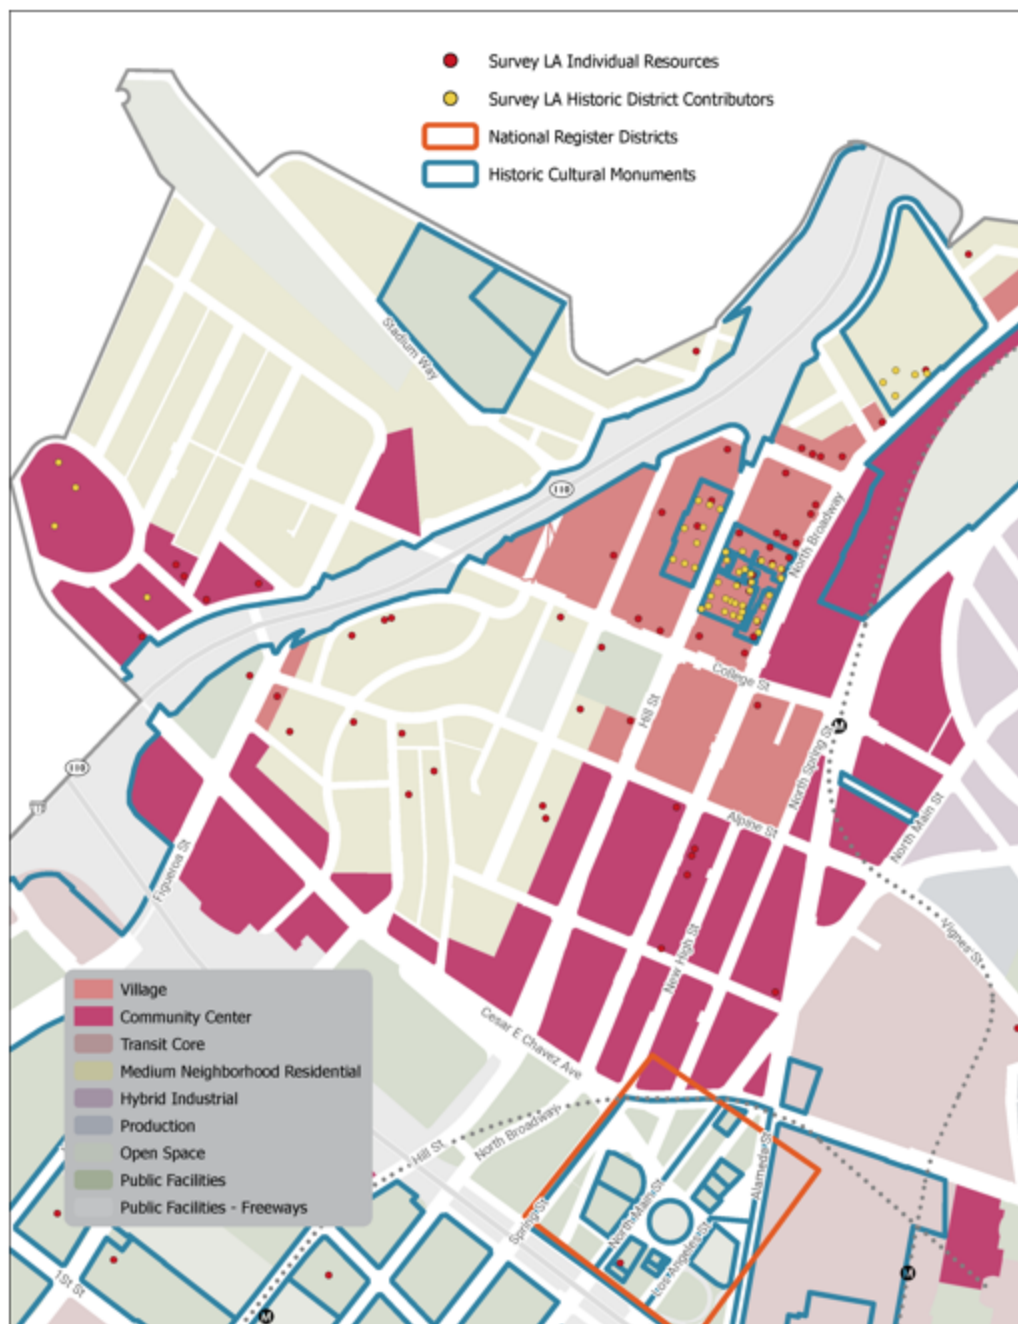 Survey LA Individual Resources
Survey LA Historic District Contributors
National Register Districts
Historic Cultural Monuments
Stadium Way
110
North Broadway
College St
Hill St
M
North Spring St
110
Alpine St
North Main St
Figueroa St
Vignes St
New High St
Village
Community Center
Transit Core
Medium Neighborhood Residential
Hybrid Industrial
Production
Open Space
Public Facilities
Public Facilities - Freeways
Cesar E Chavez Ave
North Broadway
Hill St
Alameda St
North Main St
Spring St
Los Angeles St
1St St
M
M